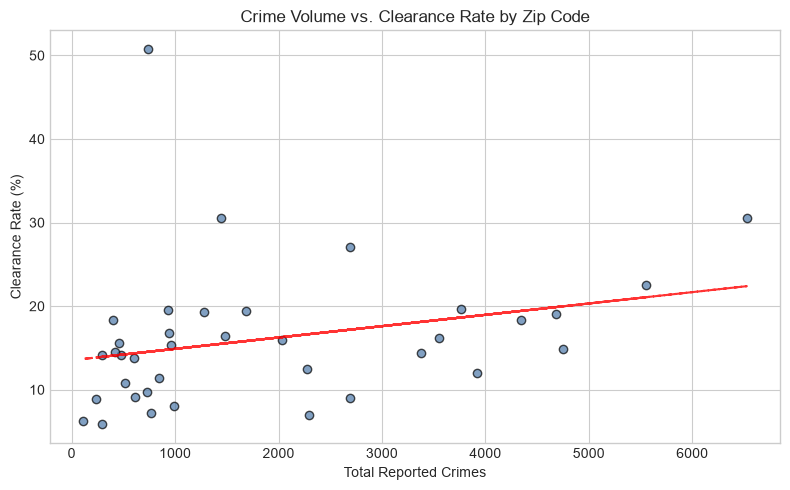 Crime Volume vs. Clearance Rate by Zip Code
50
40
30
20
10
Clearance Rate (%)
0 1000 2000 3000 4000 5000 6000
Total Reported Crimes